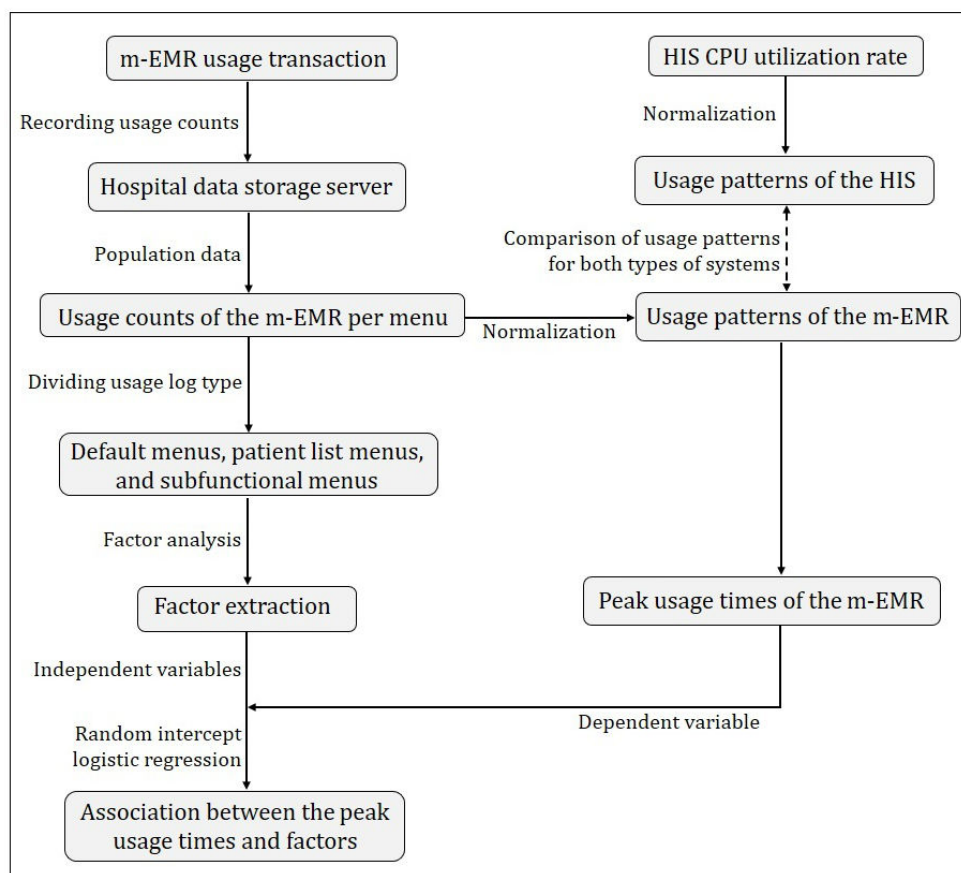 m-EMR usage transaction
HIS CPU utilization rate
Recording usage counts
Normalization
Hospital data storage server
Usage patterns of the HIS
Population data
Comparison of usage patterns
for both types of systems
Usage counts of the m-EMR per menu
Normalization
Usage patterns of the m-EMR
Dividing usage log type
Default menus, patient list menus,
and subfunctional menus
Factor analysis
Factor extraction
Peak usage times of the m-EMR
Independent variables
Dependent variable
Random intercept
logistic regression
Association between the peak
usage times and factors